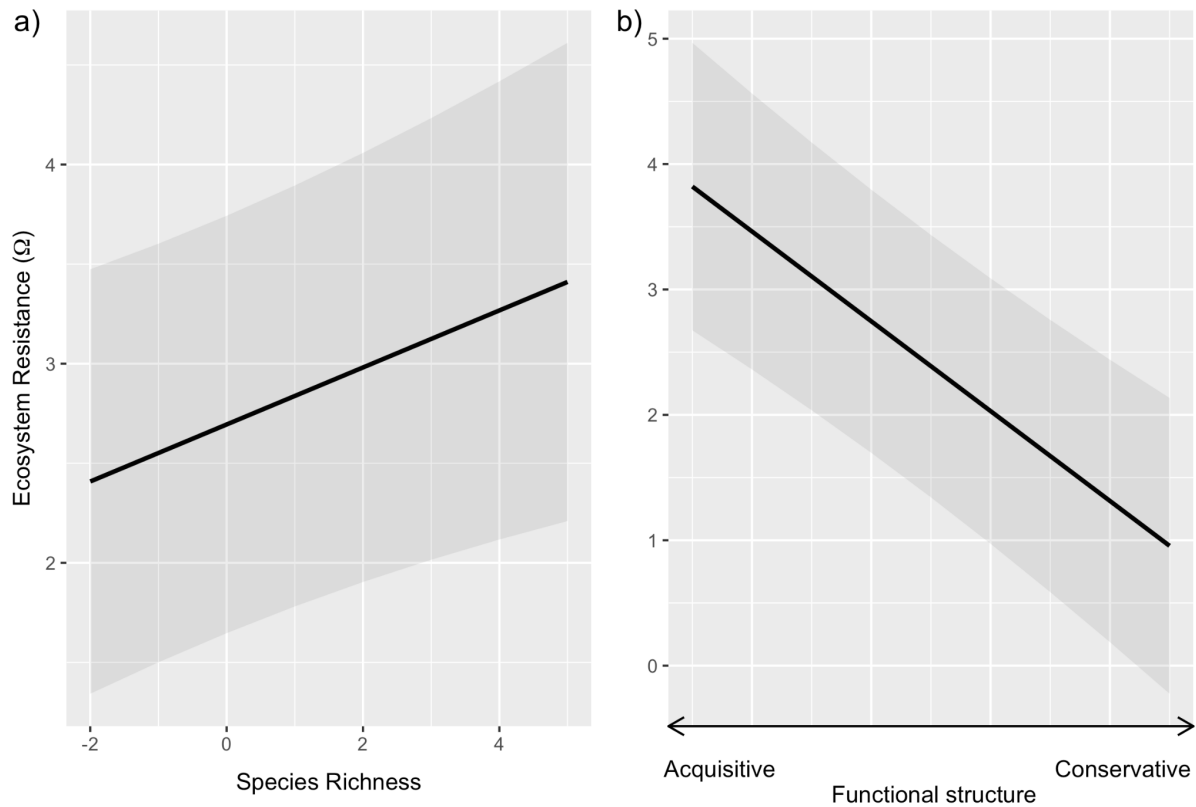 a)
Ecosystem Resistance (Ω)
4
3
2
-2 0 2 4
Species Richness
b)
5
4
3
2
1
0
Acquisitive Conservative
Functional structure